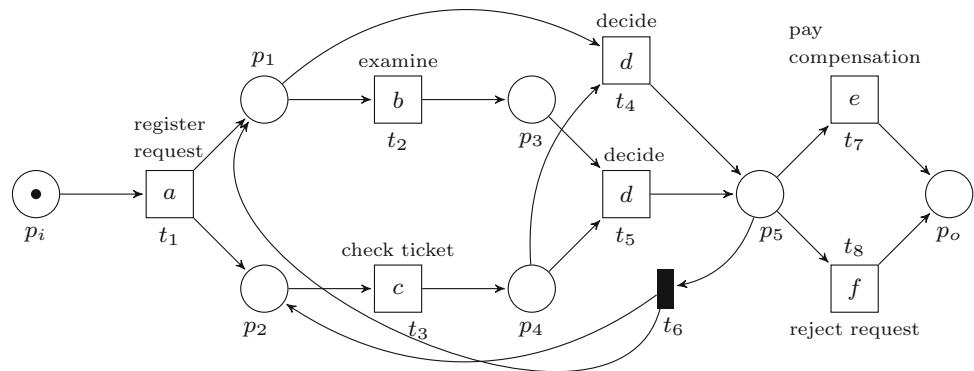 decide
pay
compensation
p1
examine
d
e
b
t4
t7
register
request
t2
p3
decide
a
d
pi
t1
t5
p5
po
check ticket
t8
c
f
p2
t3
p4
t6
reject request